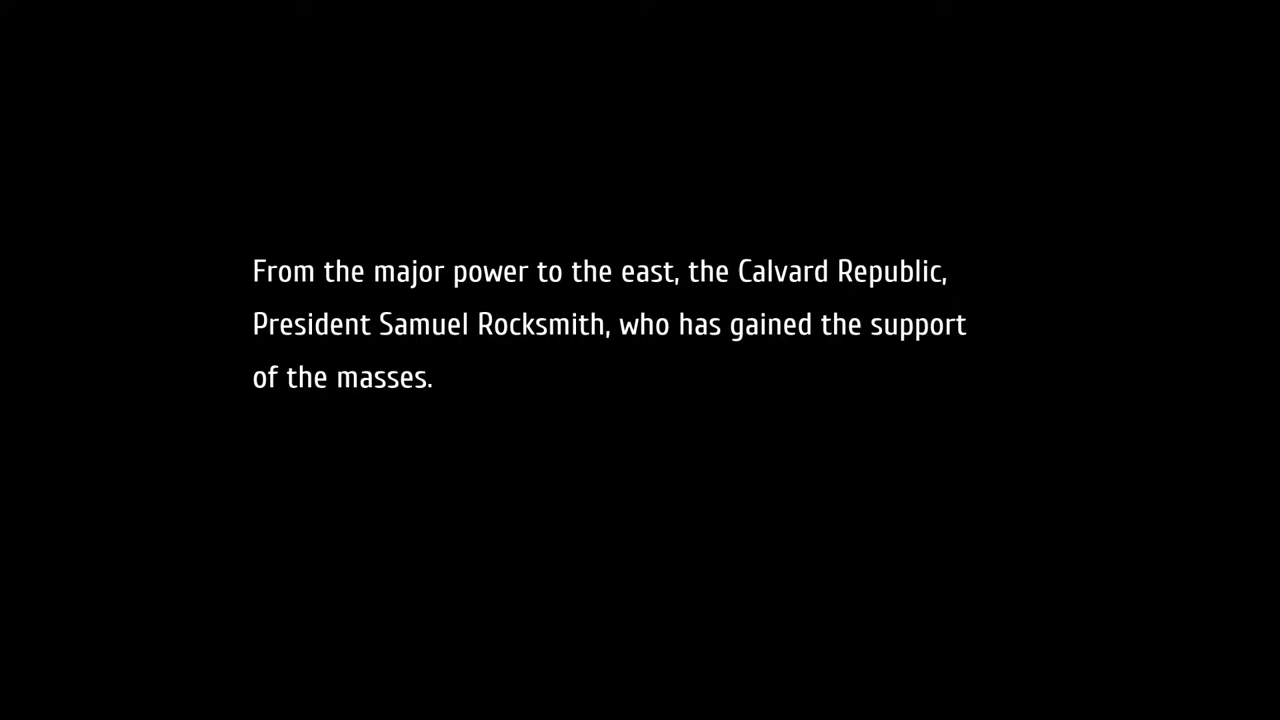 From the major power to the east, the Calvard Republic,
President Samuel Rocksmith, who has gained the support
of the masses.